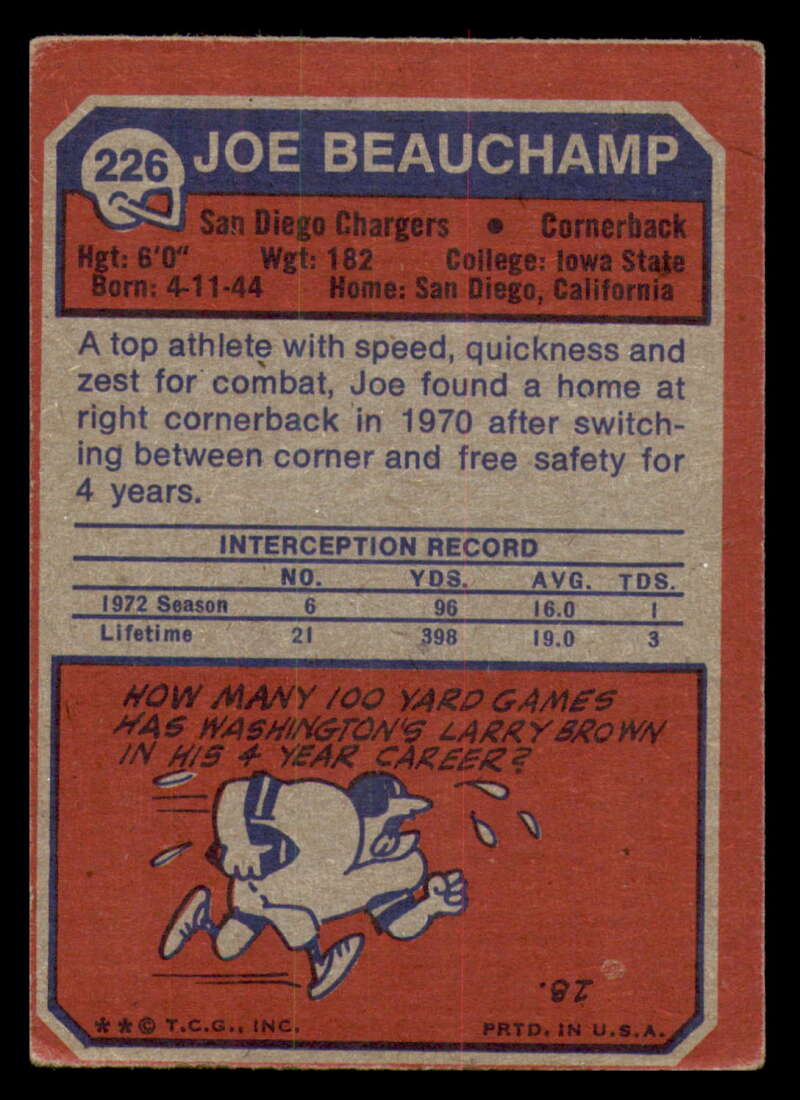 226 JOE BEAUCHAMP
San Diego Chargers • Cornerback
Hgt: 6'0" Wgt: 182 College: Iowa State
Born: 4-11-44 Home: San Diego, California
A top athlete with speed, quickness and
zest for combat, Joe found a home at
right cornerback in 1970 after switch-
ing between corner and free safety for
4 years.
INTERCEPTION RECORD
NO. YDS. AVG. TDS.
1972 Season 6 96 16.0 1
Lifetime 21 398 19.0 3
HOW MANY 100 YARD GAMES
HAS WASHINGTON'S LARRY BROWN
IN HIS 4 YEAR CAREER?
18.
**© T.C.G., INC. PRTD. IN U.S.A.